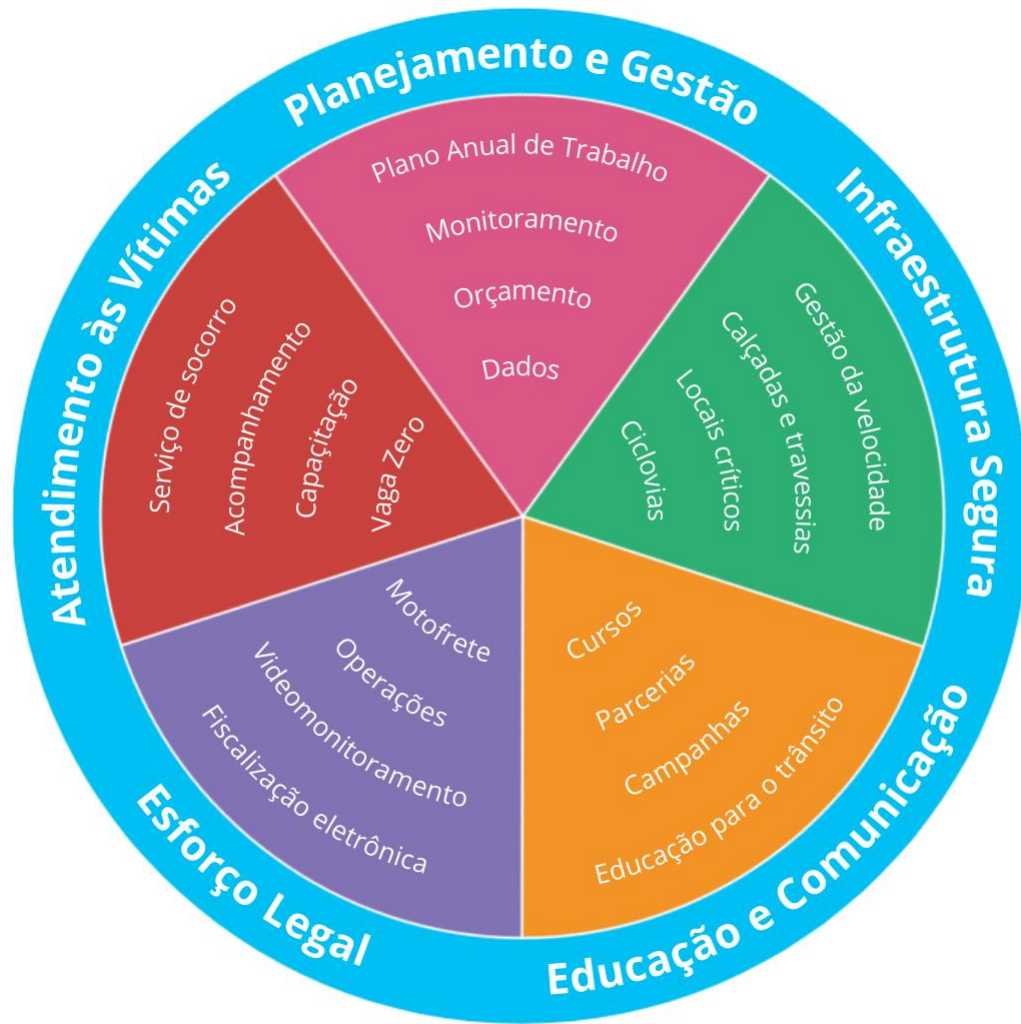 Planejamento e Gestão
Plano Anual de Trabalho
Monitoramento
Orçamento
Dados
Infraestrutura Segura
Gestão da velocidade
Calçadas e travessias
Locais críticos
Ciclovias
Educação e Comunicação
Cursos
Parcerias
Campanhas
Educação para o trânsito
Esforço Legal
Motofrete
Operações
Videomonitoramento
Fiscalização eletrônica
Atendimento às Vítimas
Serviço de socorro
Acompanhamento
Capaçitação
Vaga Zero